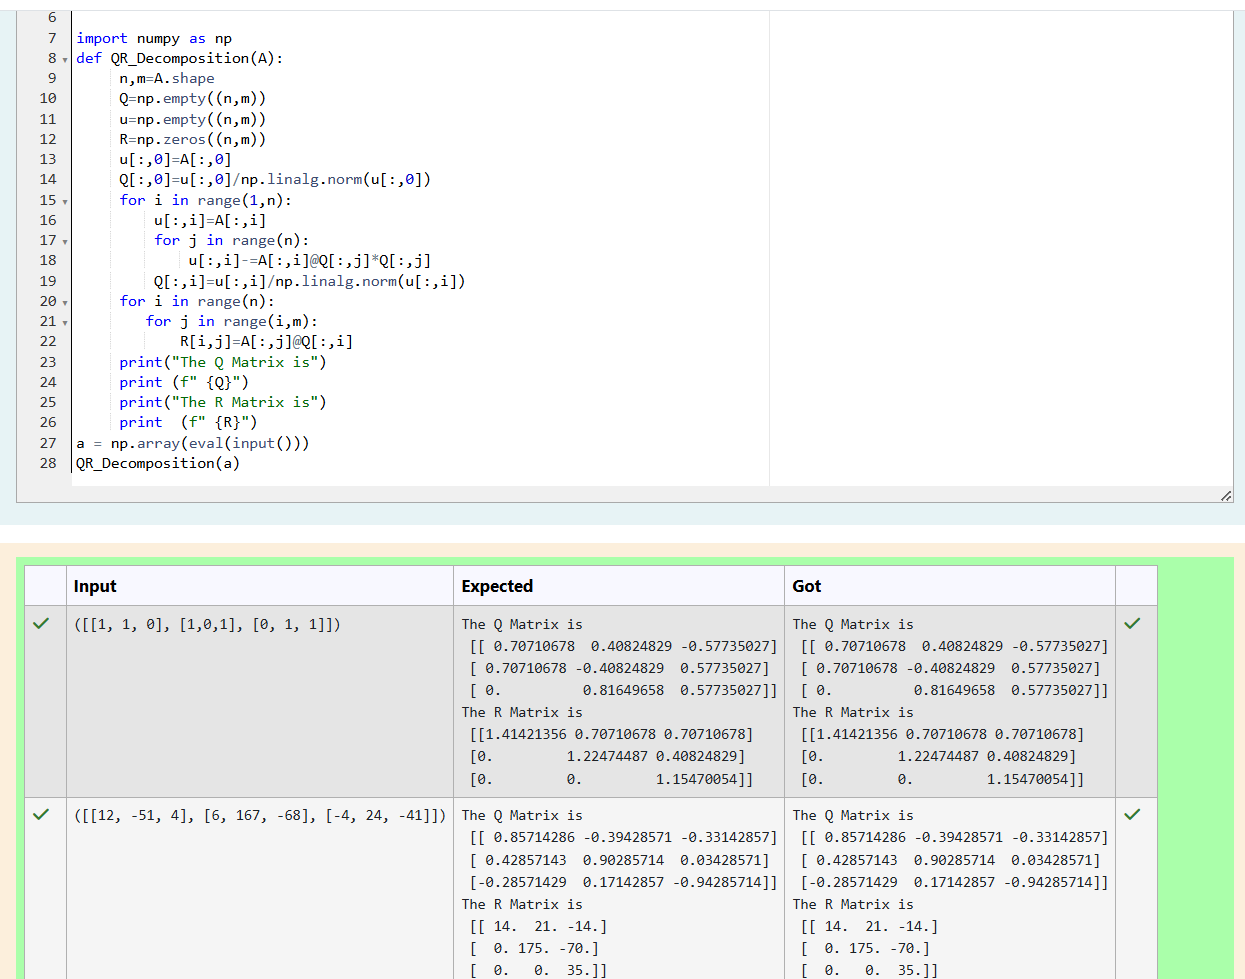 6
7 import numpy as np
8 def QR_Decomposition(A):
9 n,m=A.shape
10 Q=np.empty((n,m))
11 u=np.empty((n,m))
12 R=np.zeros((n,m))
13 u[:,0]=A[:,0]
14 Q[:,0]=u[:,0]/np.linalg.norm(u[:,0])
15 for i in range(1,n):
16 u[:,i]=A[:,i]
17 for j in range(n):
18 u[:,i]-=A[:,i]@Q[:,j]*Q[:,j]
19 Q[:,i]=u[:,i]/np.linalg.norm(u[:,i])
20 for i in range(n):
21 for j in range(i,m):
22 R[i,j]=A[:,j]@Q[:,i]
23 print("The Q Matrix is")
24 print (f" {Q}")
25 print("The R Matrix is")
26 print  (f" {R}")
27 a = np.array(eval(input()))
28 QR_Decomposition(a)
Input Expected Got
([[1, 1, 0], [1,0,1], [0, 1, 1]]) The Q Matrix is The Q Matrix is
[[ 0.70710678  0.40824829 -0.57735027] [[ 0.70710678  0.40824829 -0.57735027]
[ 0.70710678 -0.40824829  0.57735027] [ 0.70710678 -0.40824829  0.57735027]
[ 0.          0.81649658  0.57735027]] [ 0.          0.81649658  0.57735027]]
The R Matrix is The R Matrix is
[[1.41421356 0.70710678 0.70710678] [[1.41421356 0.70710678 0.70710678]
[0.         1.22474487 0.40824829] [0.         1.22474487 0.40824829]
[0.         0.         1.15470054]] [0.         0.         1.15470054]]
([[12, -51, 4], [6, 167, -68], [-4, 24, -41]]) The Q Matrix is The Q Matrix is
[[ 0.85714286 -0.39428571 -0.33142857] [[ 0.85714286 -0.39428571 -0.33142857]
[ 0.42857143  0.90285714  0.03428571] [ 0.42857143  0.90285714  0.03428571]
[-0.28571429  0.17142857 -0.94285714]] [-0.28571429  0.17142857 -0.94285714]]
The R Matrix is The R Matrix is
[[ 14.  21. -14.] [[ 14.  21. -14.]
[  0. 175. -70.] [  0. 175. -70.]
[  0.   0.  35.]] [  0.   0.  35.]]